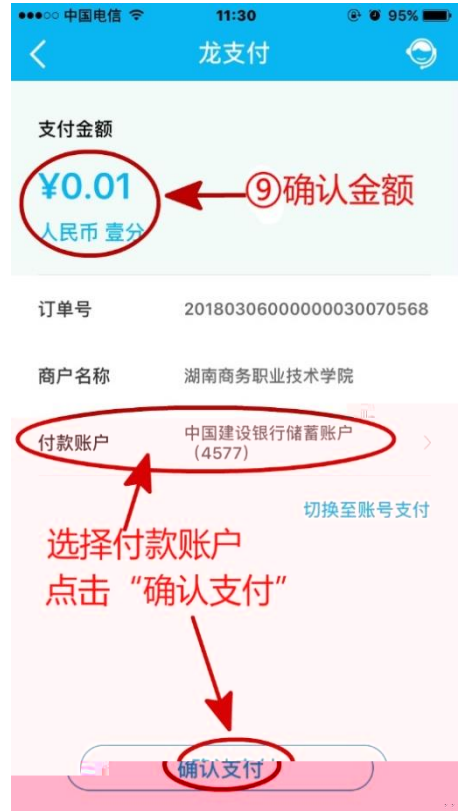 中国电信 11:30 95%
龙支付
支付金额
¥0.01
⑨确认金额
人民币 壹分
订单号 20180306000000030070568
商户名称 湖南商务职业技术学院
付款账户 中国建设银行储蓄账户
（4577）
切换至账号支付
选择付款账户
点击“确认支付”
确认支付